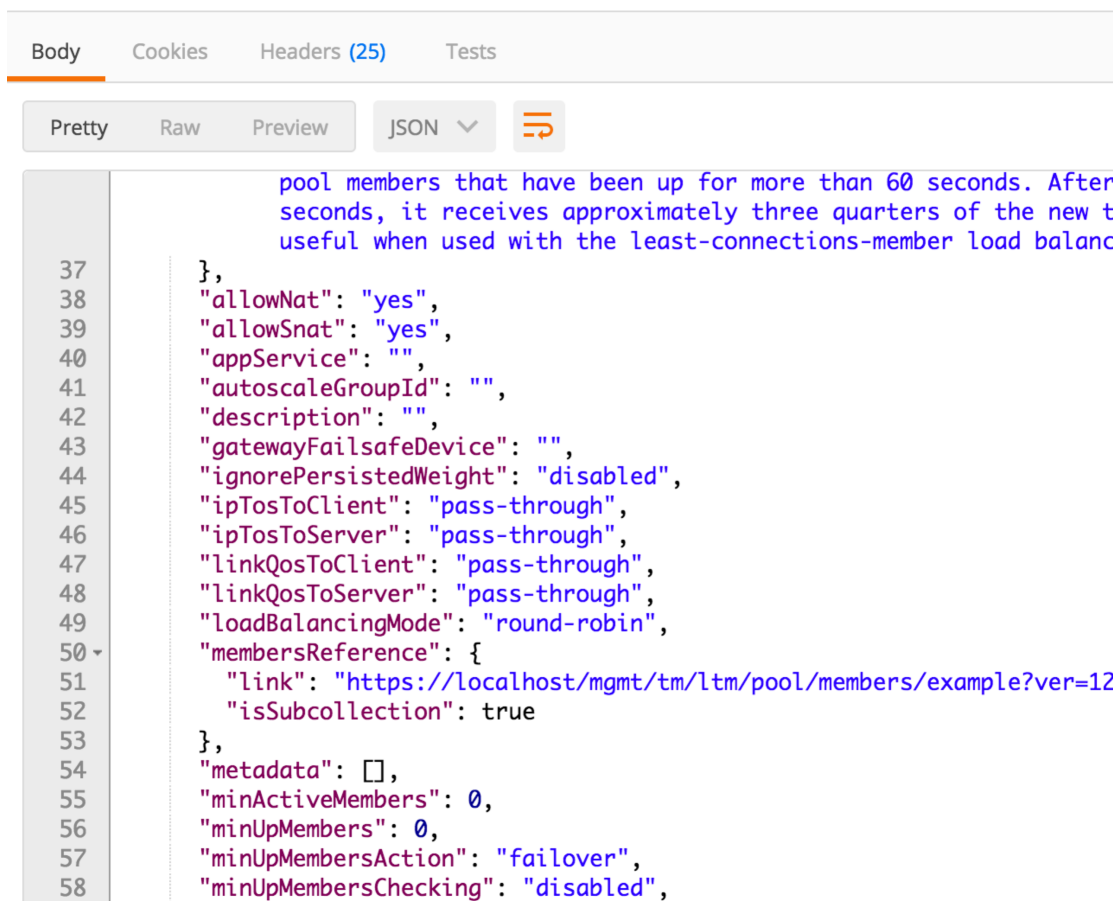 Body Cookies Headers (25) Tests
Pretty Raw Preview JSON
pool members that have been up for more than 60 seconds. After
seconds, it receives approximately three quarters of the new t
useful when used with the least-connections-member load balanc
37 },
38 "allowNat": "yes",
39 "allowSnat": "yes",
40 "appService": "",
41 "autoscaleGroupId": "",
42 "description": "",
43 "gatewayFailsafeDevice": "",
44 "ignorePersistedWeight": "disabled",
45 "ipTosToClient": "pass-through",
46 "ipTosToServer": "pass-through",
47 "linkQosToClient": "pass-through",
48 "linkQosToServer": "pass-through",
49 "loadBalancingMode": "round-robin",
50 "membersReference": {
51 "link": "https://localhost/mgmt/tm/ltm/pool/members/example?ver=12
52 "isSubcollection": true
53 },
54 "metadata": [],
55 "minActiveMembers": 0,
56 "minUpMembers": 0,
57 "minUpMembersAction": "failover",
58 "minUpMembersChecking": "disabled",